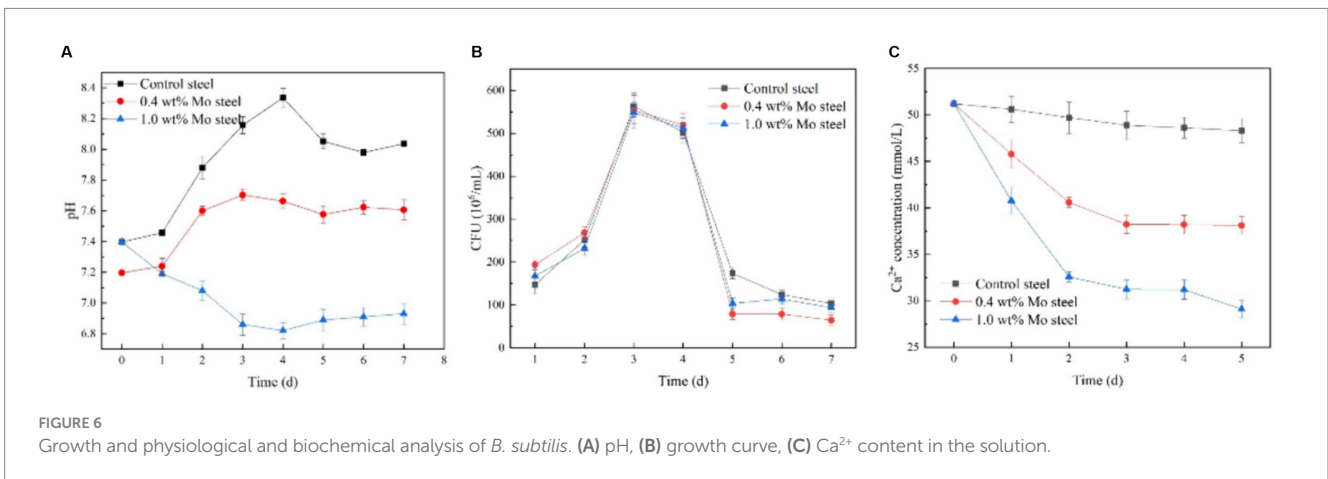 A
pH
8.4
8.2
8.0
7.8
7.6
7.4
7.2
7.0
6.8
Control steel
0.4 wt% Mo steel
1.0 wt% Mo steel
0 1 2 3 4 5 6 7 8
Time (d)
B
CFU (10⁶/mL)
600
500
400
300
200
100
0
Control steel
0.4 wt% Mo steel
1.0 wt% Mo steel
1 2 3 4 5 6 7
Time (d)
C
Ca²⁺ concentration (mmol/L)
55
50
45
40
35
30
25
Control steel
0.4 wt% Mo steel
1.0 wt% Mo steel
0 1 2 3 4 5
Time (d)
FIGURE 6
Growth and physiological and biochemical analysis of B. subtilis. (A) pH, (B) growth curve, (C) Ca²⁺ content in the solution.